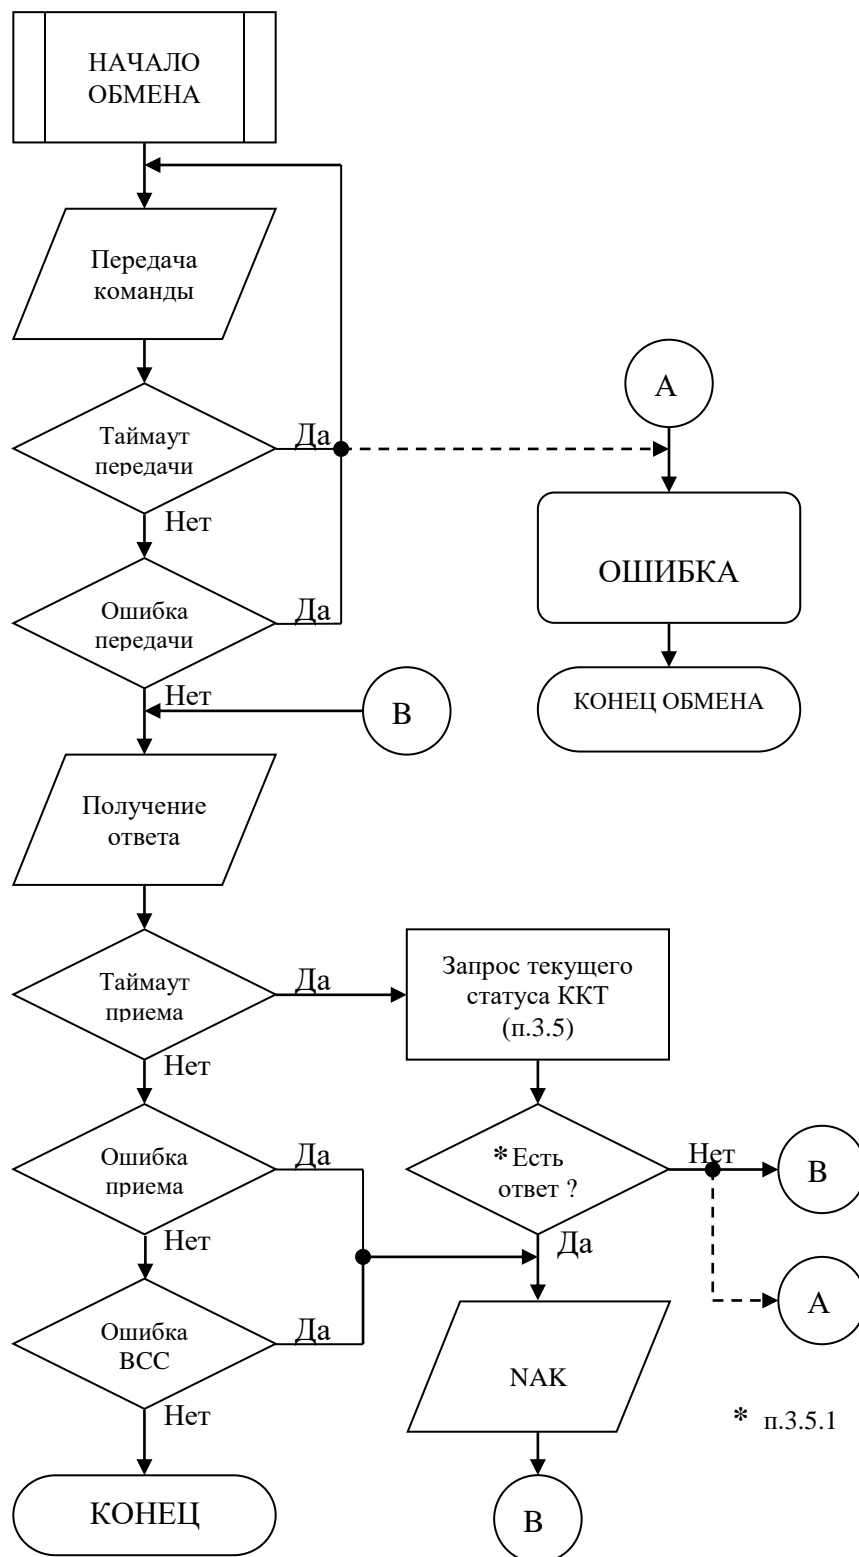 НАЧАЛО
ОБМЕНА
Передача
команды
Таймаут
передачи
Да
А
Нет
ОШИБКА
Ошибка
передачи
Да
Нет
В
КОНЕЦ ОБМЕНА
Получение
ответа
Таймаут
приема
Да
Запрос текущего
статуса ККТ
(п.3.5)
Нет
Ошибка
приема
Да
*Есть
ответ ?
Нет
В
Нет
Да
А
Ошибка
BCC
Да
NAK
Нет
* п.3.5.1
КОНЕЦ
В